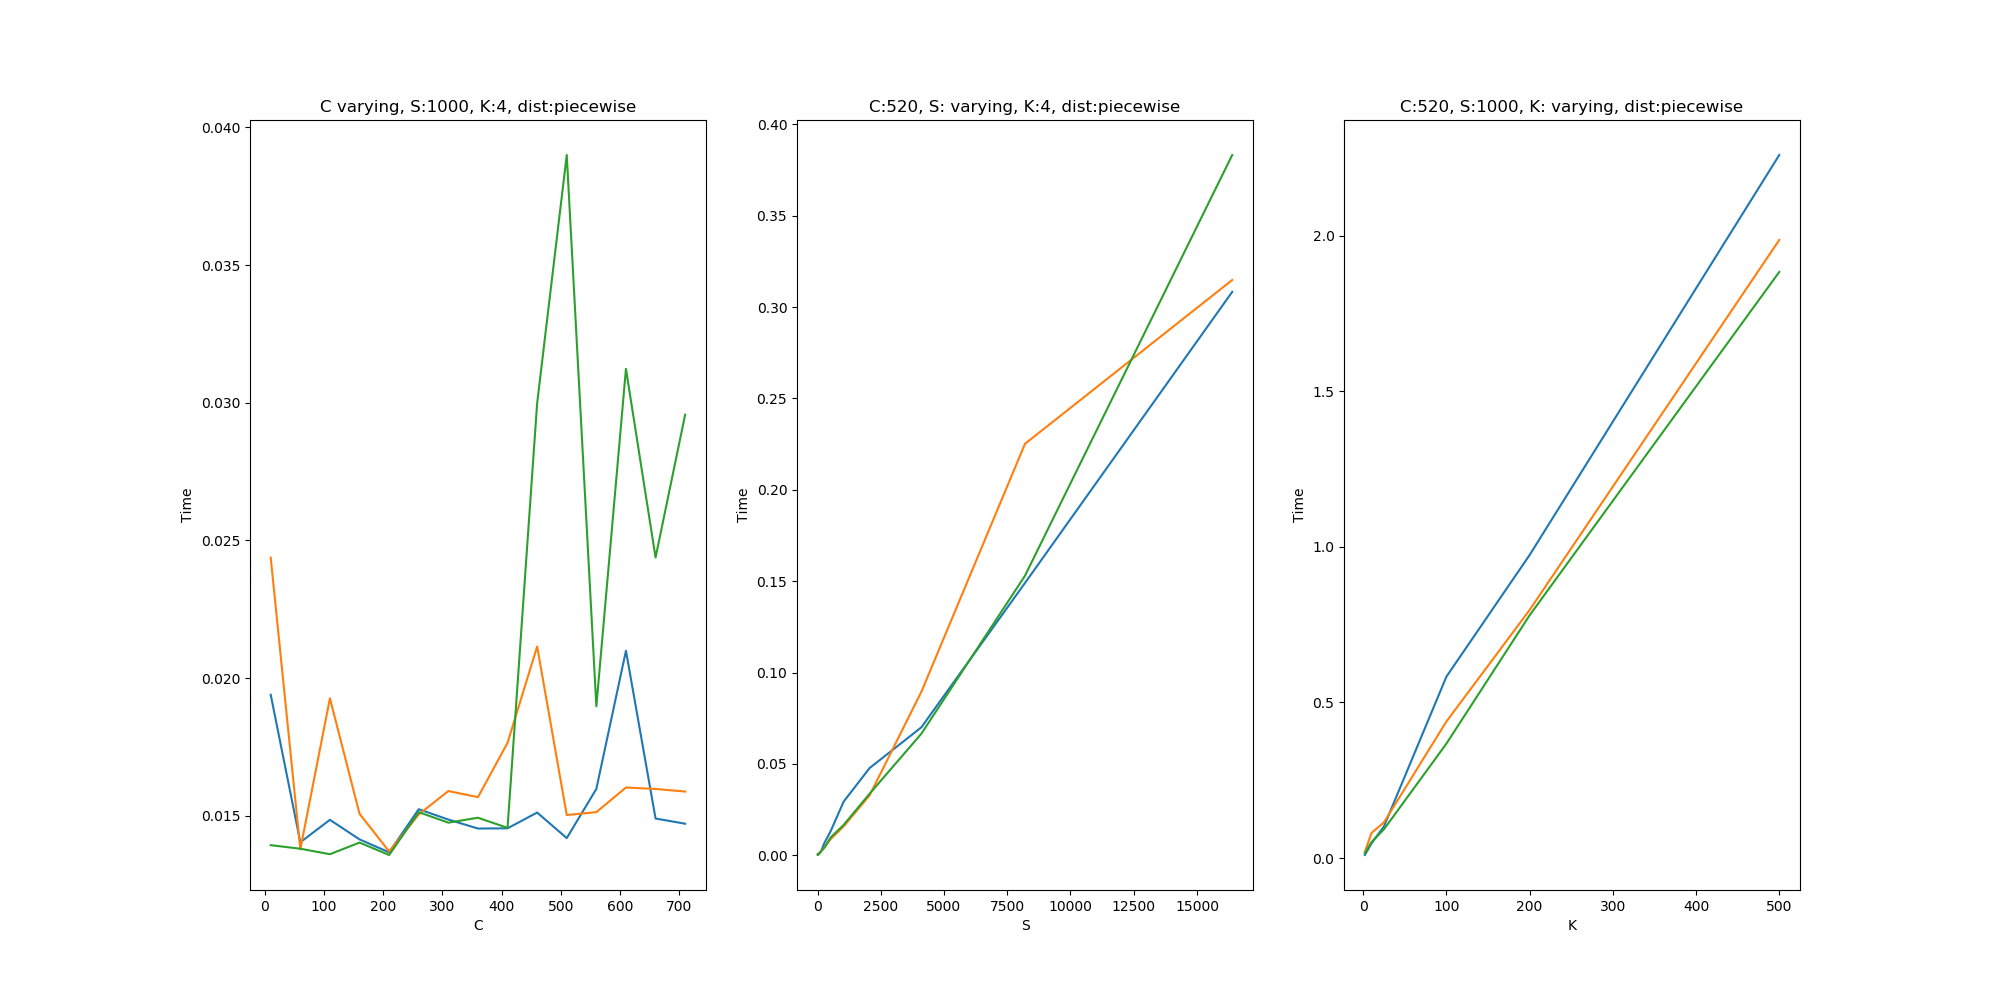 C varying, S:1000, K:4, dist:piecewise
0.040
0.035
0.030
0.025
0.020
0.015
Time
0 100 200 300 400 500 600 700
C
C:520, S: varying, K:4, dist:piecewise
0.40
0.35
0.30
0.25
0.20
0.15
0.10
0.05
0.00
Time
0 2500 5000 7500 10000 12500 15000
S
C:520, S:1000, K: varying, dist:piecewise
2.0
1.5
1.0
0.5
0.0
Time
0 100 200 300 400 500
K